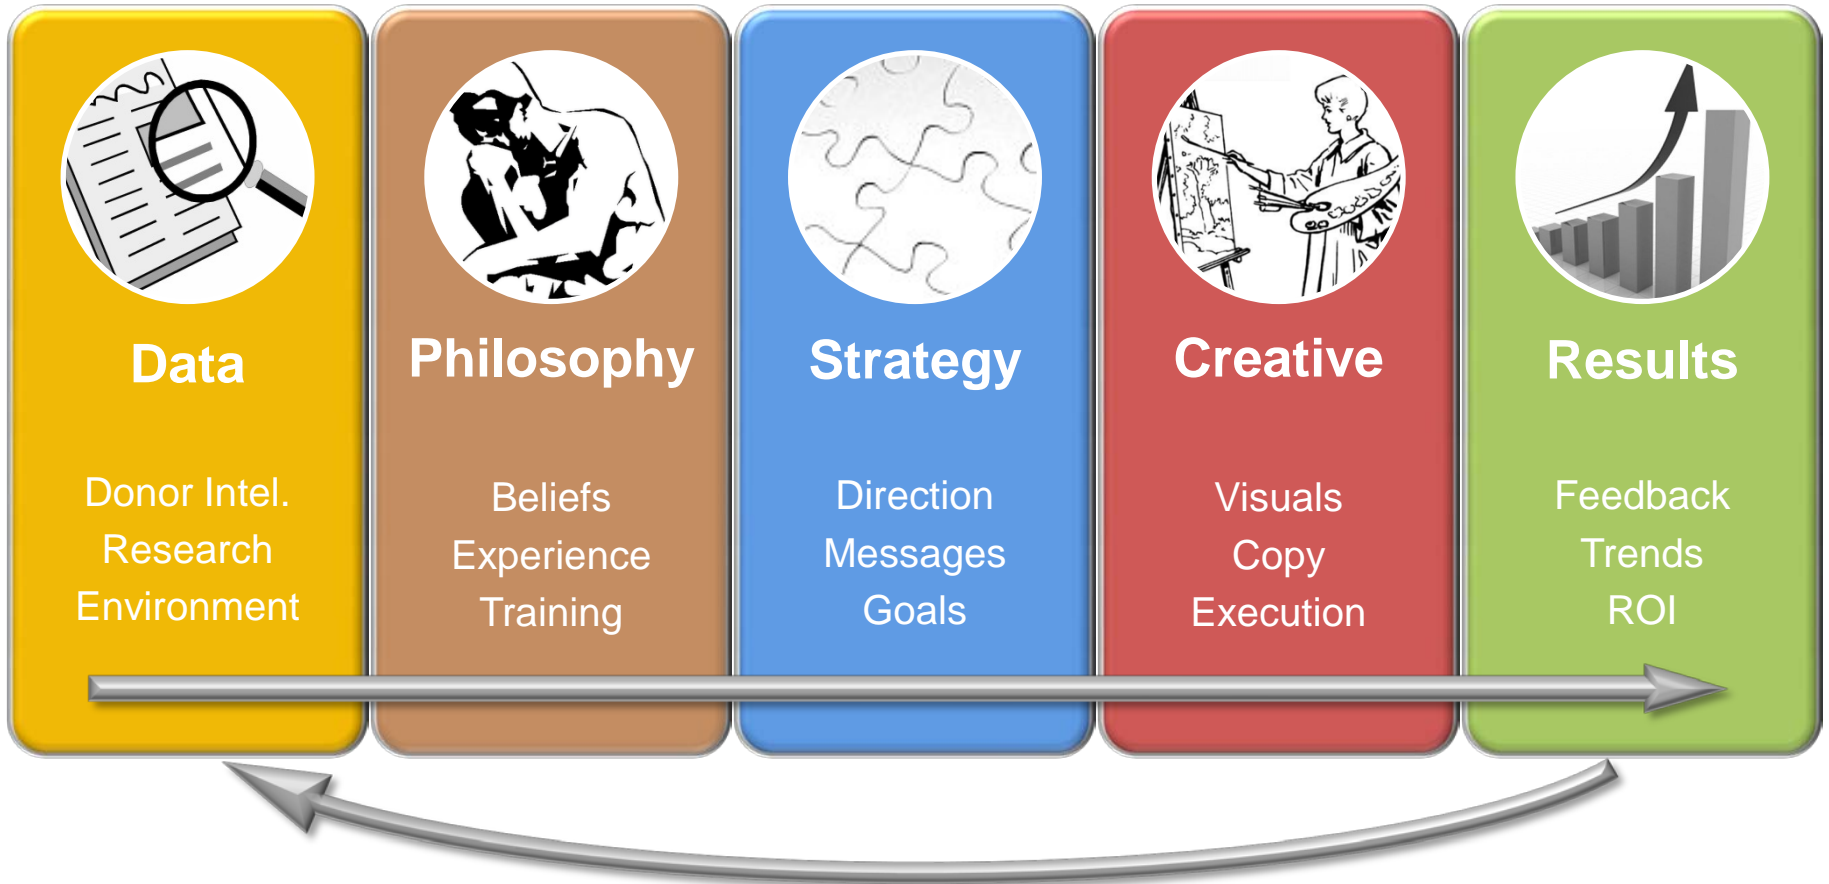 Data
Donor Intel.
Research
Environment
Philosophy
Beliefs
Experience
Training
Strategy
Direction
Messages
Goals
Creative
Visuals
Copy
Execution
Results
Feedback
Trends
ROI